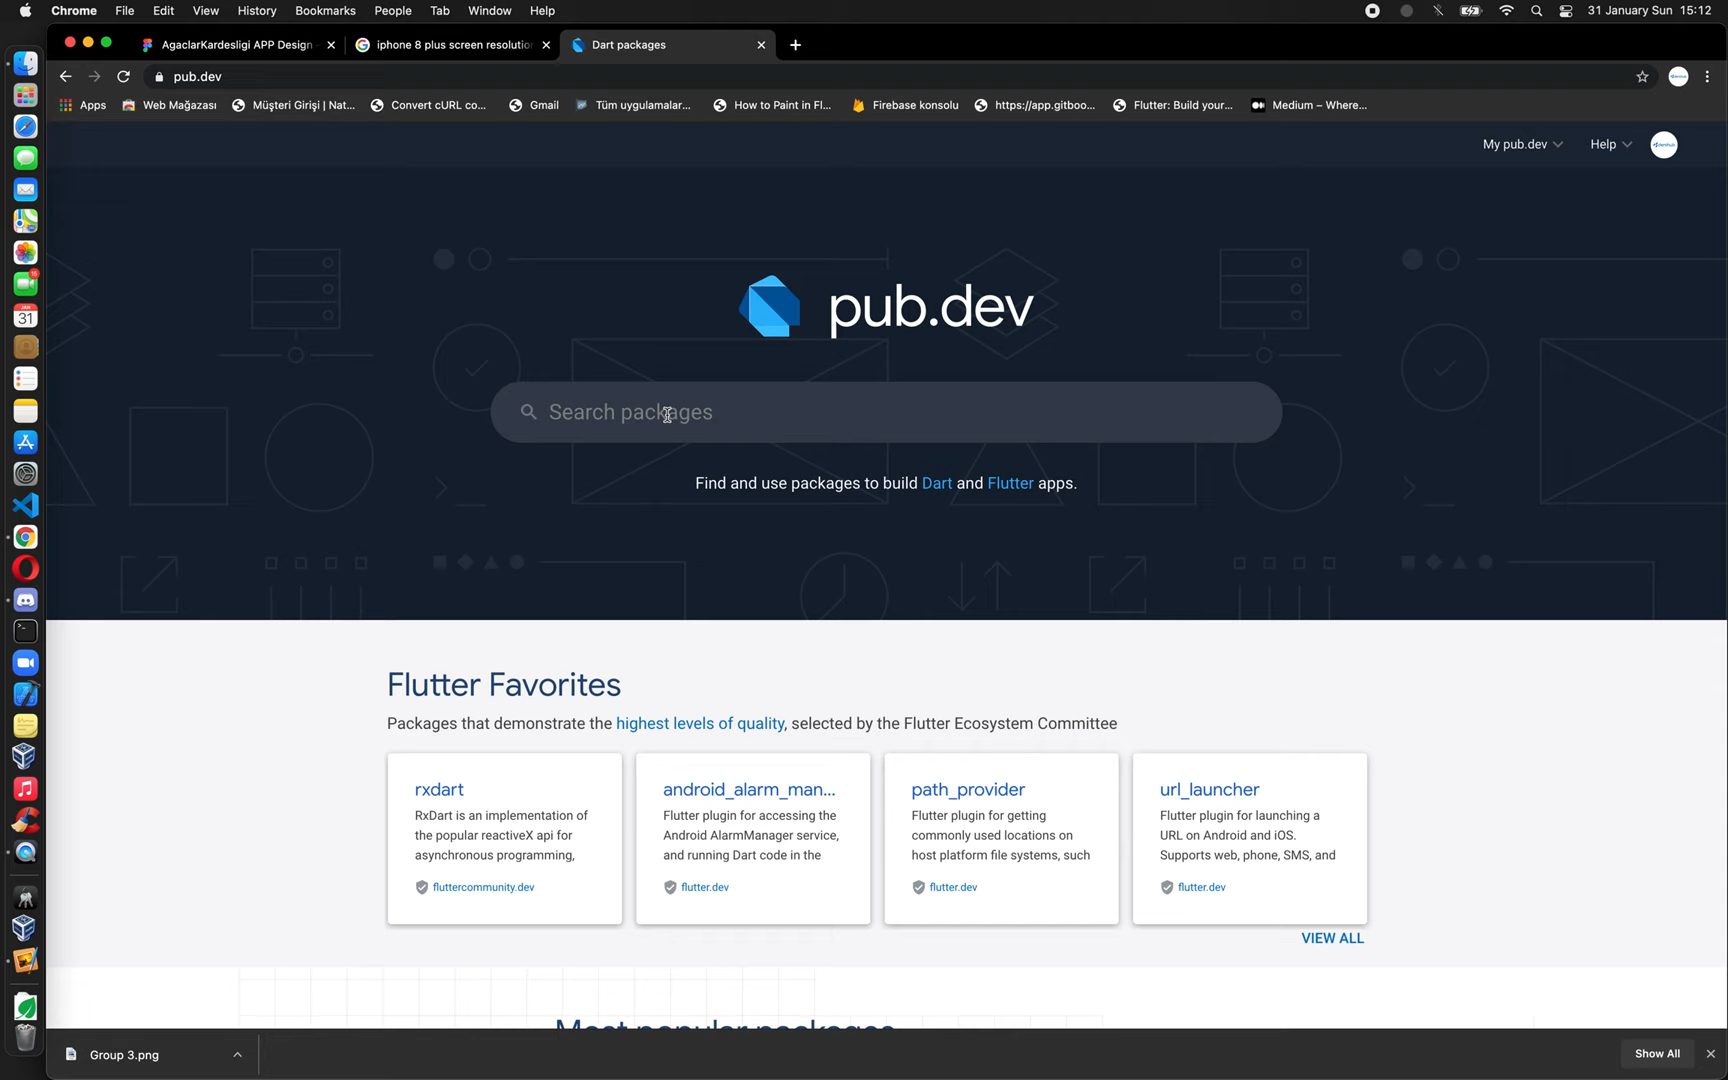 Chrome File Edit View History Bookmarks People Tab Window Help 31 January Sun 15:12
AgaclarKardesligi APP Design iphone 8 plus screen resolution Dart packages
pub.dev
Apps Web Mağazası Müşteri Girişi | Nat... Convert cURL co... Gmail Tüm uygulamalar... How to Paint in Fl... Firebase konsolu https://app.gitboo... Flutter: Build your... Medium – Where...
My pub.dev Help
pub.dev
Search packages
Find and use packages to build Dart and Flutter apps.
Flutter Favorites
Packages that demonstrate the highest levels of quality, selected by the Flutter Ecosystem Committee
rxdart
RxDart is an implementation of
the popular reactiveX api for
asynchronous programming,
fluttercommunity.dev
android_alarm_man...
Flutter plugin for accessing the
Android AlarmManager service,
and running Dart code in the
flutter.dev
path_provider
Flutter plugin for getting
commonly used locations on
host platform file systems, such
flutter.dev
url_launcher
Flutter plugin for launching a
URL on Android and iOS.
Supports web, phone, SMS, and
flutter.dev
VIEW ALL
Most popular packages
Group 3.png Show All